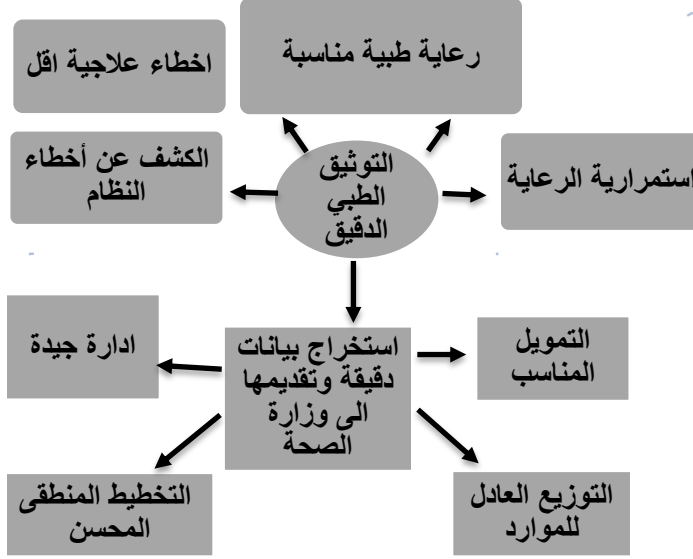 رعاية طبية مناسبة
اخطاء علاجية اقل
التوثيق
الطبي
الدقيق
الكشف عن أخطاء
النظام
استمرارية الرعاية
استخراج بيانات
دقيقة وتقديمها
الى وزارة
الصحة
التمويل
المناسب
ادارة جيدة
التوزيع العادل
للموارد
التخطيط المنطقى
المحسن